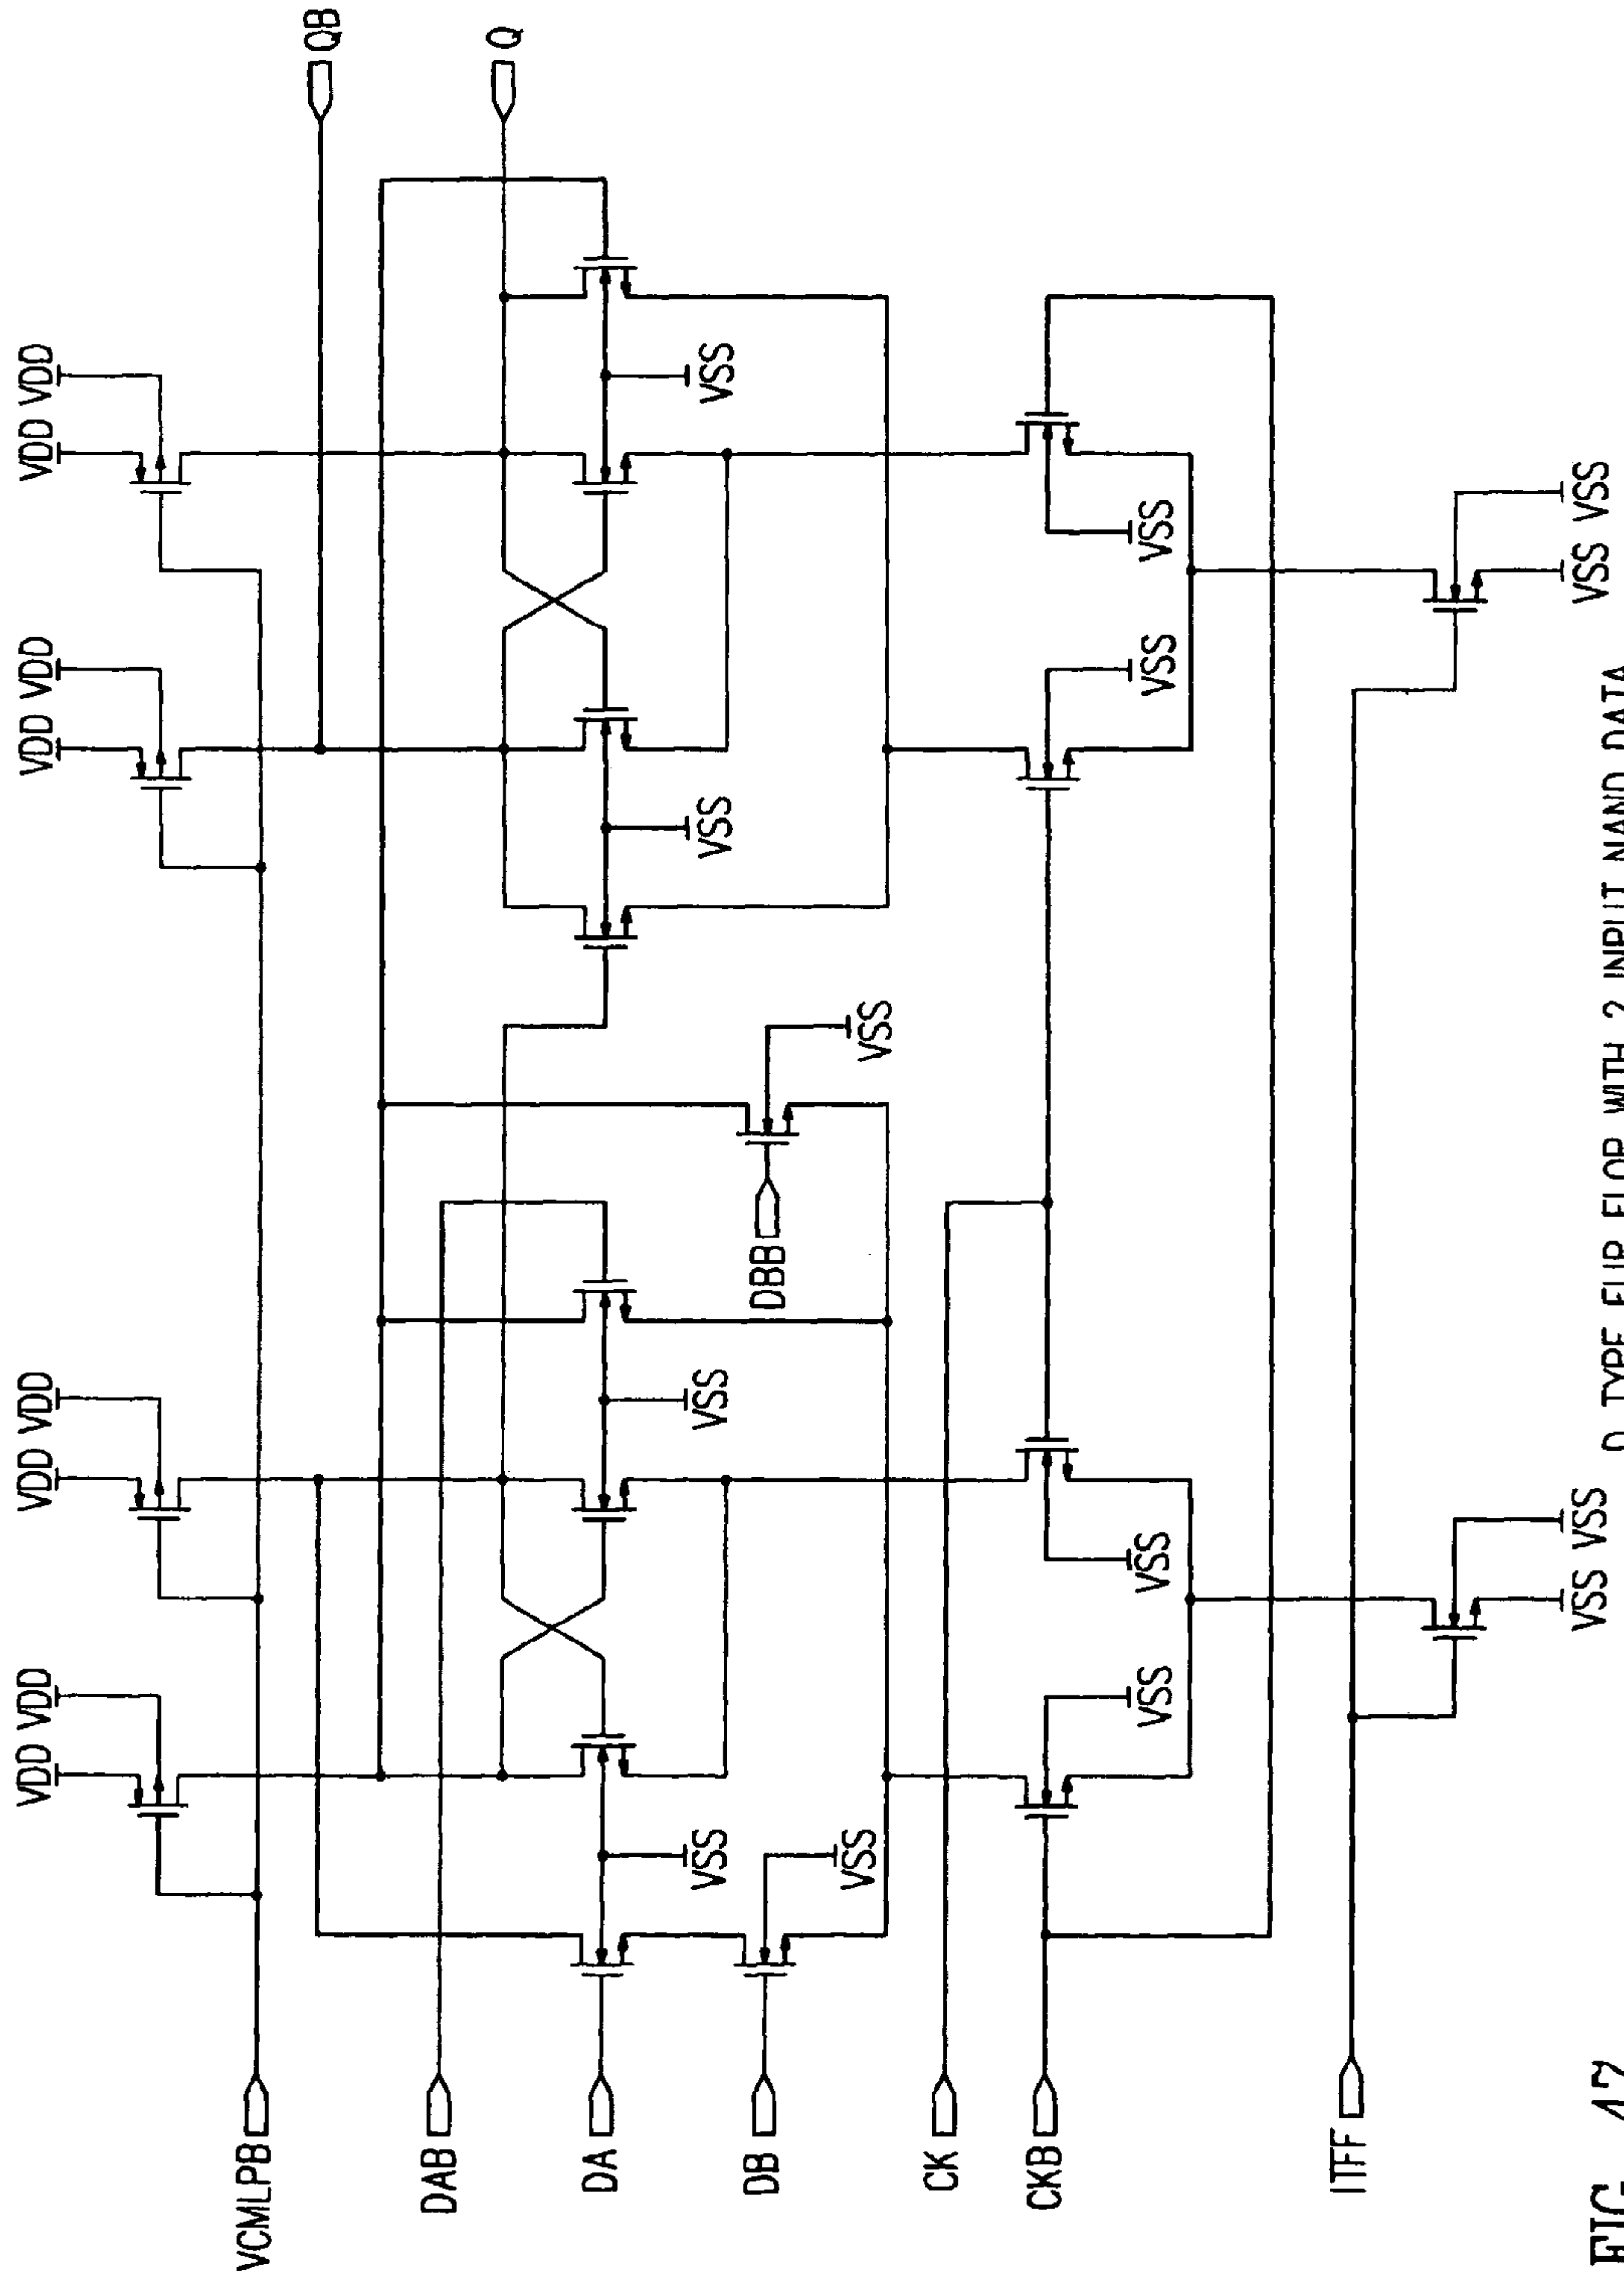 VDD VDD
VDD VDD
VDD VDD
VDD VDD
VCMLPB
QB
DAB
Q
DA
VSS
VSS
VSS
VSS
DB
DBB
VSS
VSS
CK
CKB
VSS
VSS
VSS
VSS
ITFF
VSS VSS
VSS VSS
D TYPE FLIP FLOP WITH 2 INPUT NAND DATA
FIG. 47